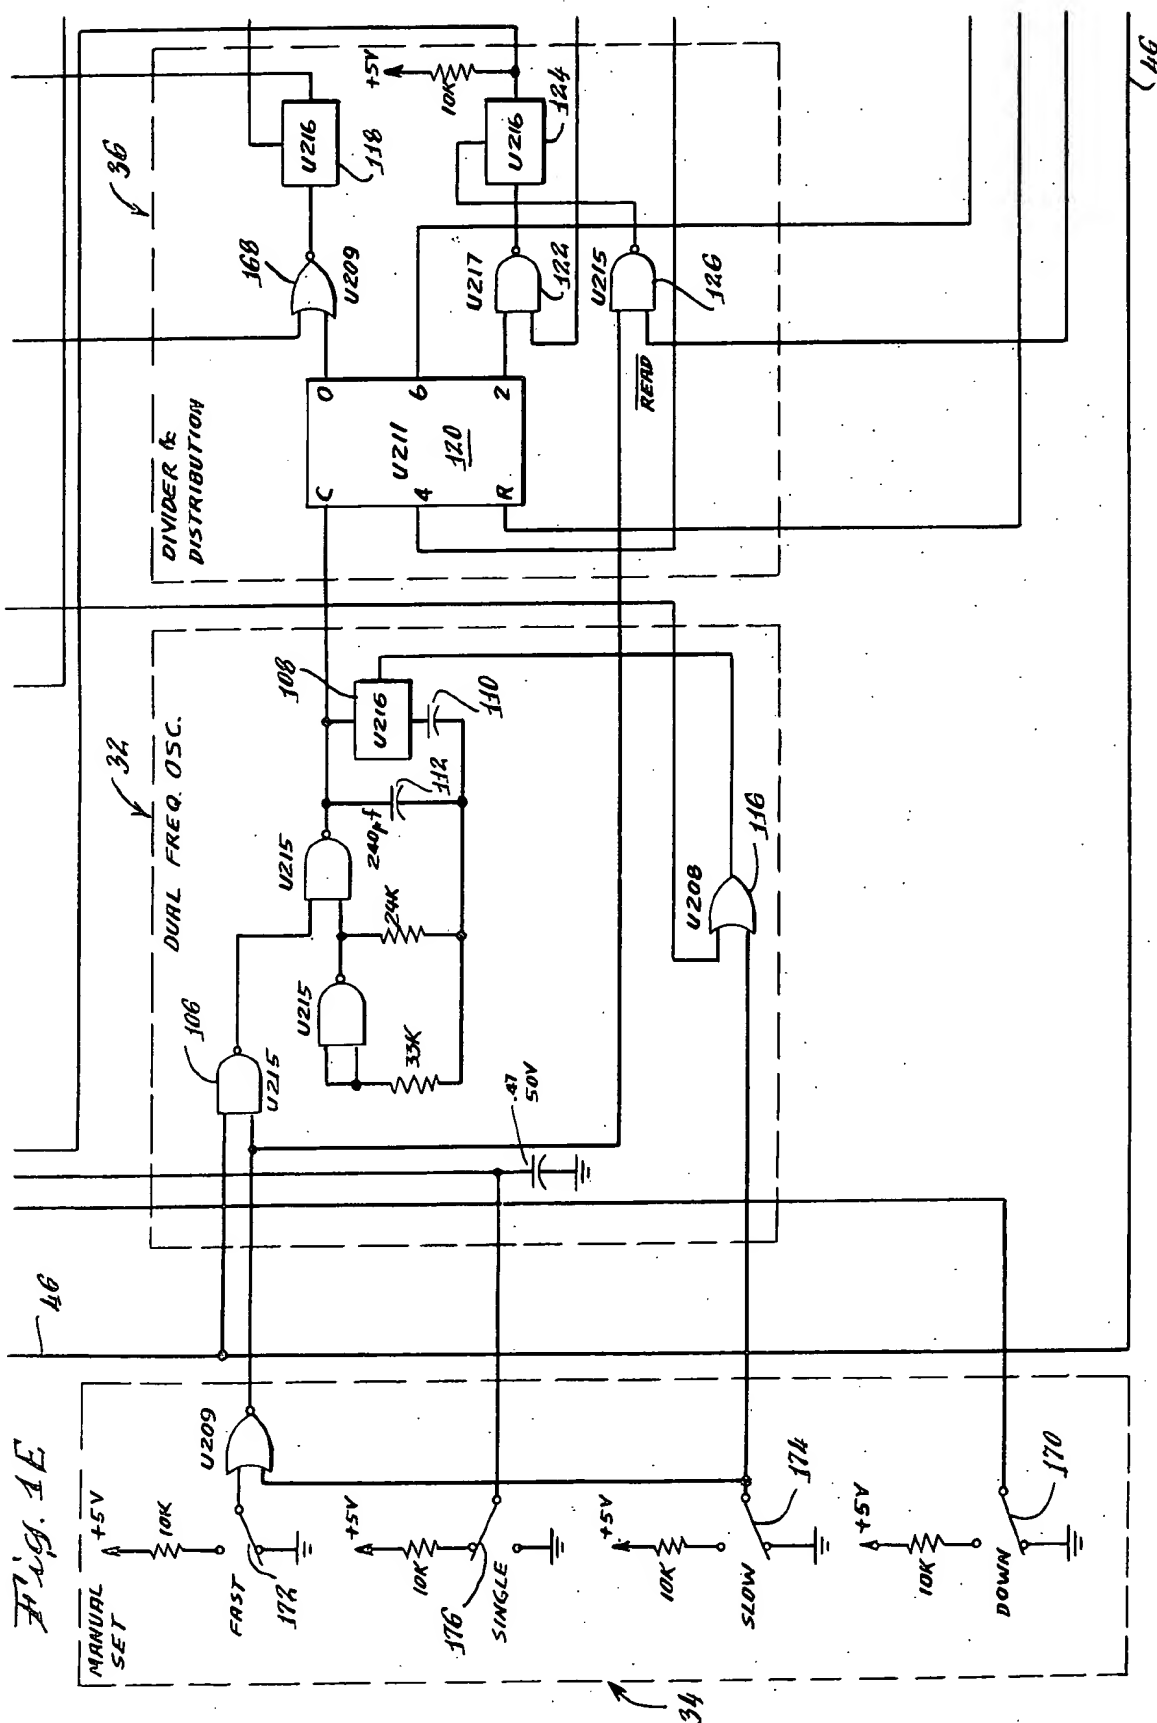 Fig. 1E
MANUAL
SET
+5V
10K
FAST
172
U209
+5V
10K
176
SINGLE
+5V
10K
SLOW
174
+5V
10K
DOWN
170
34
46
46
32
DUAL FREQ. OSC.
106
U215
U215
33K
24K
U215
240pf
112
108
U216
110
.47
50V
U208
116
36
DIVIDER &
DISTRIBUTION
C
0
4
6
R
2
U211
120
168
U209
U216
118
+5V
10K
U217
122
U216
124
U215
126
READ